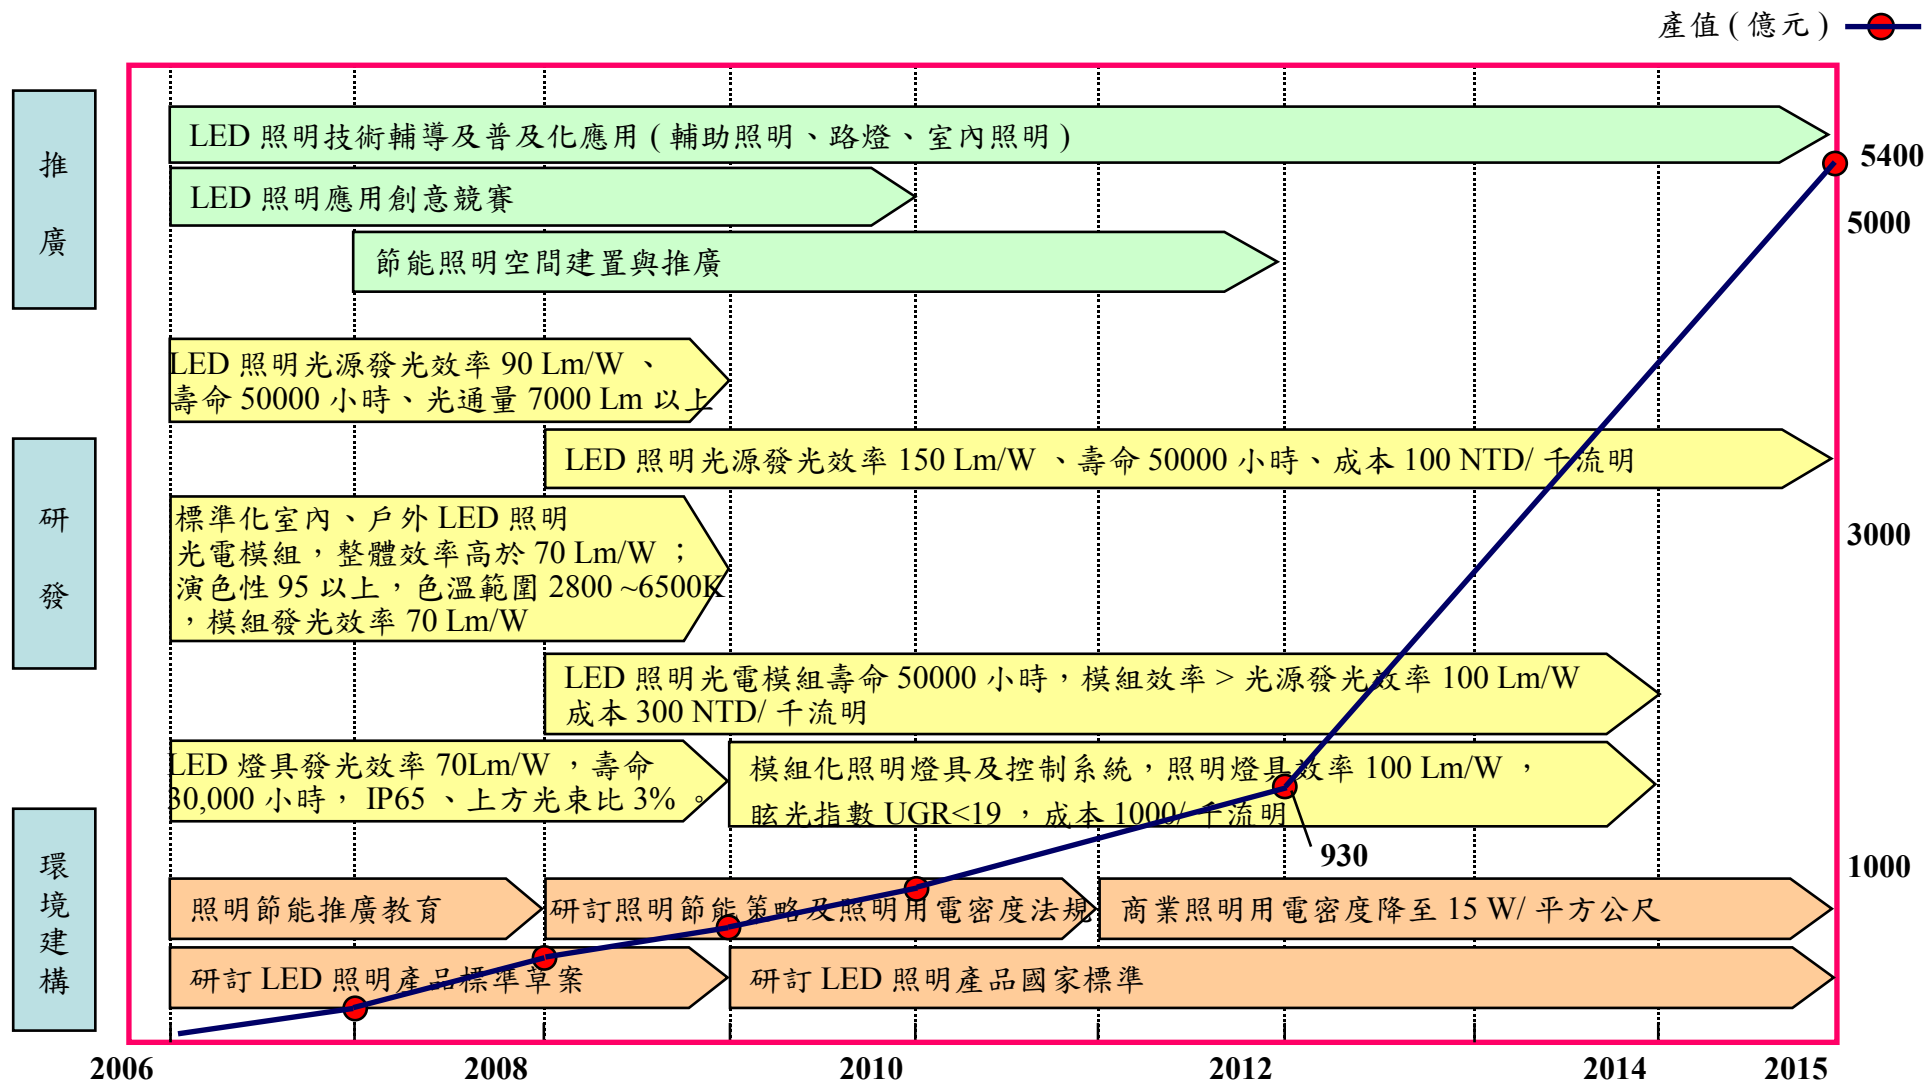 產值 ( 億元 )
推
廣
LED 照明技術輔導及普及化應用 ( 輔助照明、路燈、室內照明 )
LED 照明應用創意競賽
節能照明空間建置與推廣
5400
5000
3000
1000
研
發
LED 照明光源發光效率 90 Lm/W 、
壽命 50000 小時、光通量 7000 Lm 以上
LED 照明光源發光效率 150 Lm/W 、壽命 50000 小時、成本 100 NTD/ 千流明
標準化室內、戶外 LED 照明
光電模組，整體效率高於 70 Lm/W ；
演色性 95 以上，色溫範圍 2800 ~6500K
，模組發光效率 70 Lm/W
LED 照明光電模組壽命 50000 小時，模組效率 > 光源發光效率 100 Lm/W
成本 300 NTD/ 千流明
LED 燈具發光效率 70Lm/W ，壽命
30,000 小時， IP65 、上方光束比 3% 。
模組化照明燈具及控制系統，照明燈具效率 100 Lm/W ，
眩光指數 UGR<19 ，成本 1000/ 千流明
930
環
境
建
構
照明節能推廣教育
研訂照明節能策略及照明用電密度法規
商業照明用電密度降至 15 W/ 平方公尺
研訂 LED 照明產品標準草案
研訂 LED 照明產品國家標準
2006
2008
2010
2012
2014
2015